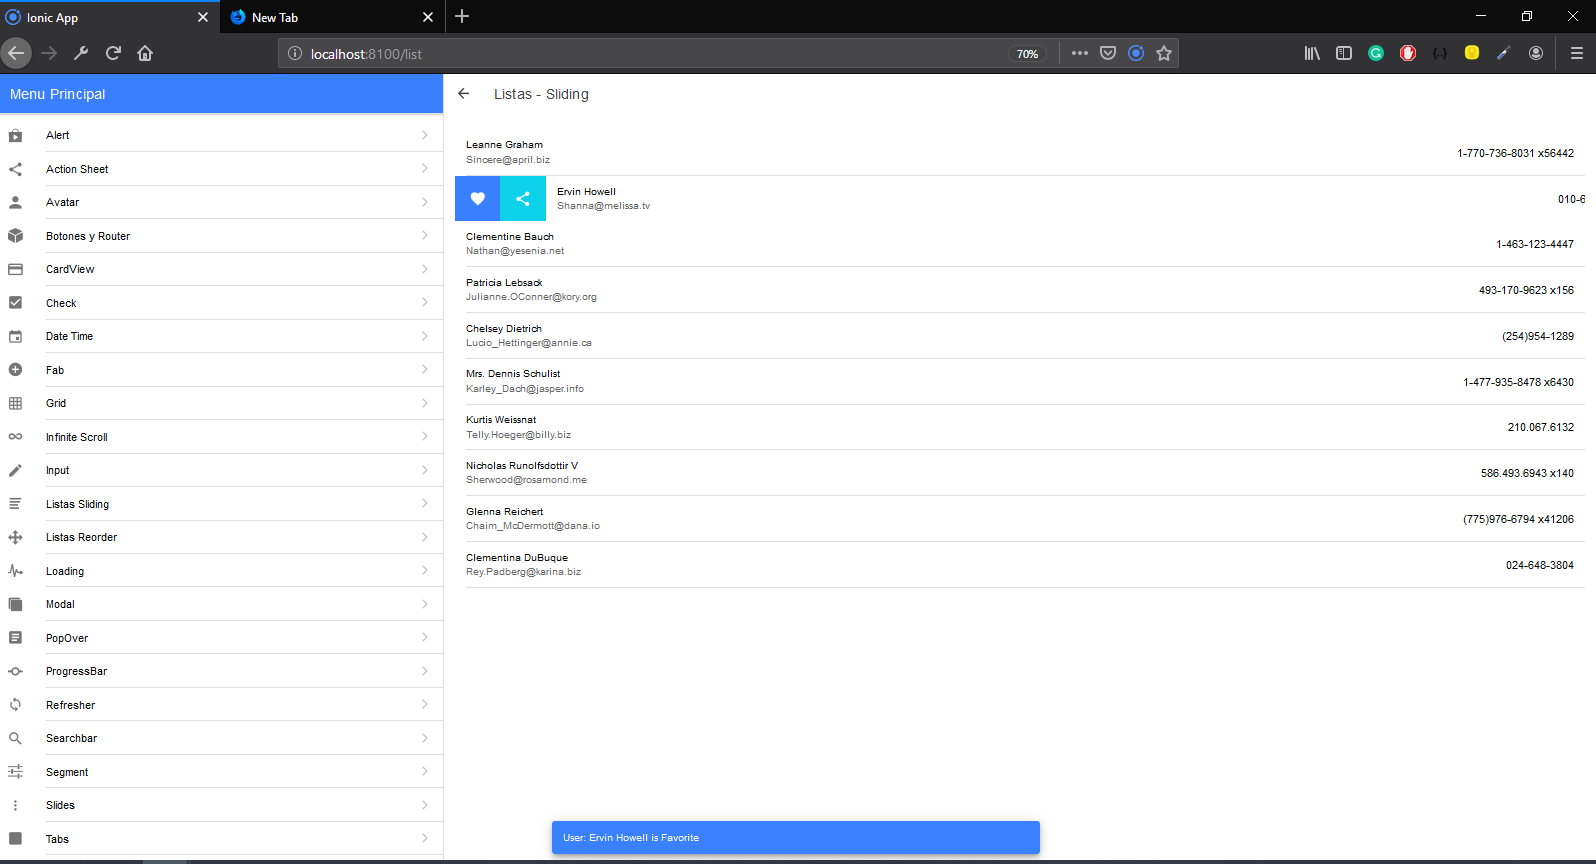 Ionic App
New Tab
localhost:8100/list
70%
Menu Principal
Alert
Action Sheet
Avatar
Botones y Router
CardView
Check
Date Time
Fab
Grid
Infinite Scroll
Input
Listas Sliding
Listas Reorder
Loading
Modal
PopOver
ProgressBar
Refresher
Searchbar
Segment
Slides
Tabs
Listas - Sliding
Leanne Graham
Sincere@april.biz
1-770-736-8031 x56442
Ervin Howell
Shanna@melissa.tv
010-6
Clementine Bauch
Nathan@yesenia.net
1-463-123-4447
Patricia Lebsack
Julianne.OConner@kory.org
493-170-9623 x156
Chelsey Dietrich
Lucio_Hettinger@annie.ca
(254)954-1289
Mrs. Dennis Schulist
Karley_Dach@jasper.info
1-477-935-8478 x6430
Kurtis Weissnat
Telly.Hoeger@billy.biz
210.067.6132
Nicholas Runolfsdottir V
Sherwood@rosamond.me
586.493.6943 x140
Glenna Reichert
Chaim_McDermott@dana.io
(775)976-6794 x41206
Clementina DuBuque
Rey.Padberg@karina.biz
024-648-3804
User: Ervin Howell is Favorite